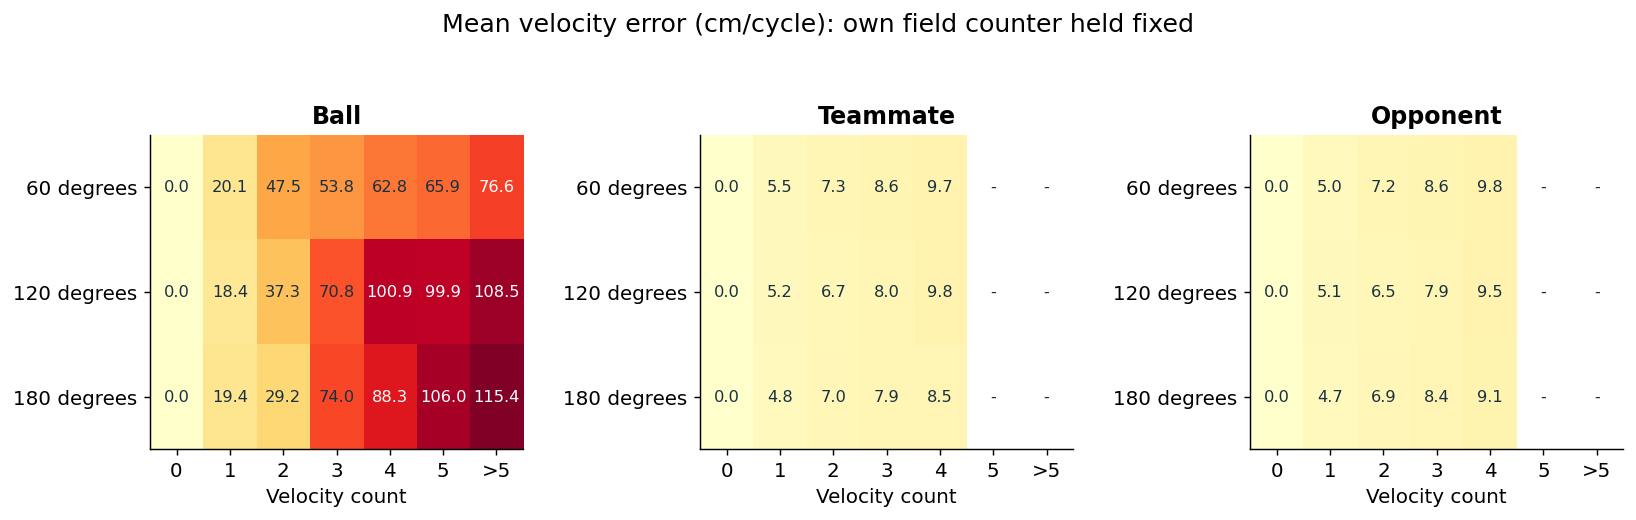 Mean velocity error (cm/cycle): own field counter held fixed
Ball
60 degrees 0.0 20.1 47.5 53.8 62.8 65.9 76.6
120 degrees 0.0 18.4 37.3 70.8 100.9 99.9 108.5
180 degrees 0.0 19.4 29.2 74.0 88.3 106.0 115.4
0 1 2 3 4 5 >5
Velocity count
Teammate
60 degrees 0.0 5.5 7.3 8.6 9.7 - -
120 degrees 0.0 5.2 6.7 8.0 9.8 - -
180 degrees 0.0 4.8 7.0 7.9 8.5 - -
0 1 2 3 4 5 >5
Velocity count
Opponent
60 degrees 0.0 5.0 7.2 8.6 9.8 - -
120 degrees 0.0 5.1 6.5 7.9 9.5 - -
180 degrees 0.0 4.7 6.9 8.4 9.1 - -
0 1 2 3 4 5 >5
Velocity count